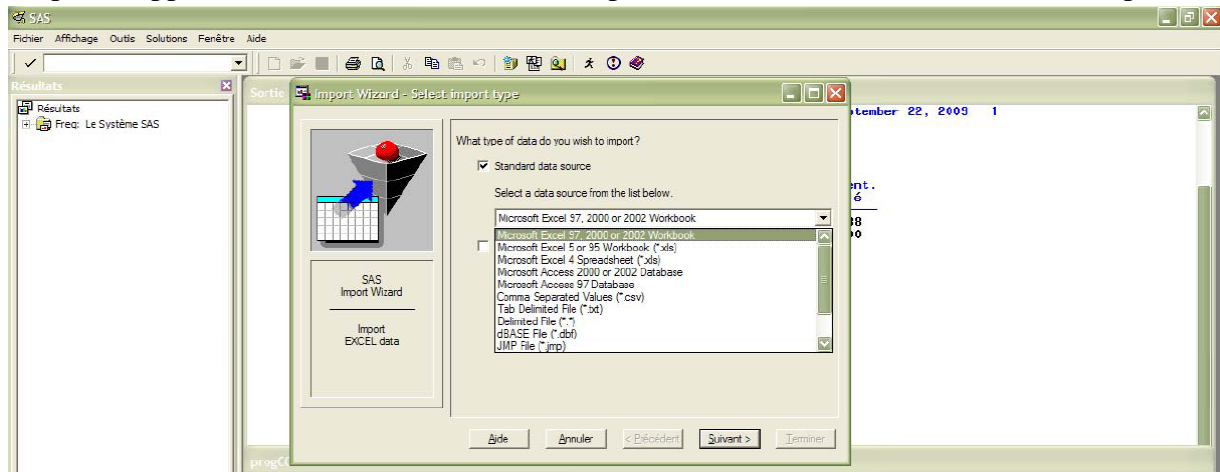 SAS
Fichier Affichage Outils Solutions Fenêtre Aide
Résultats
Résultats
Freq: Le Système SAS
Sortie
Import Wizard - Select import type
tember 22, 2009 1
What type of data do you wish to import?
Standard data source
Select a data source from the list below.
Microsoft Excel 97, 2000 or 2002 Workbook
Microsoft Excel 97, 2000 or 2002 Workbook
Microsoft Excel 5 or 95 Workbook (*.xls)
Microsoft Excel 4 Spreadsheet (*.xls)
Microsoft Access 2000 or 2002 Database
Microsoft Access 97 Database
Comma Separated Values (*.csv)
Tab Delimited File (*.txt)
Delimited File (*.*)
dBASE File (*.dbf)
JMP File (*.jmp)
SAS
Import Wizard
Import
EXCEL data
Aide Annuler < Précédent Suivant > Terminer